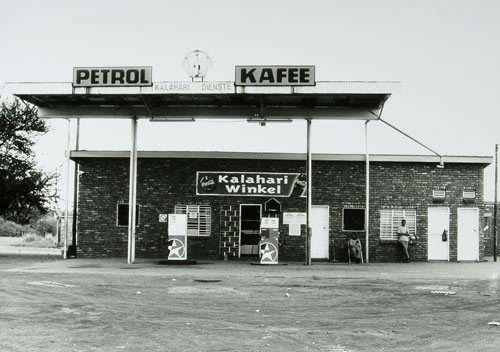 PETROL
KAFEE
KALAHARI DIENSTE
Kalahari
Winkel